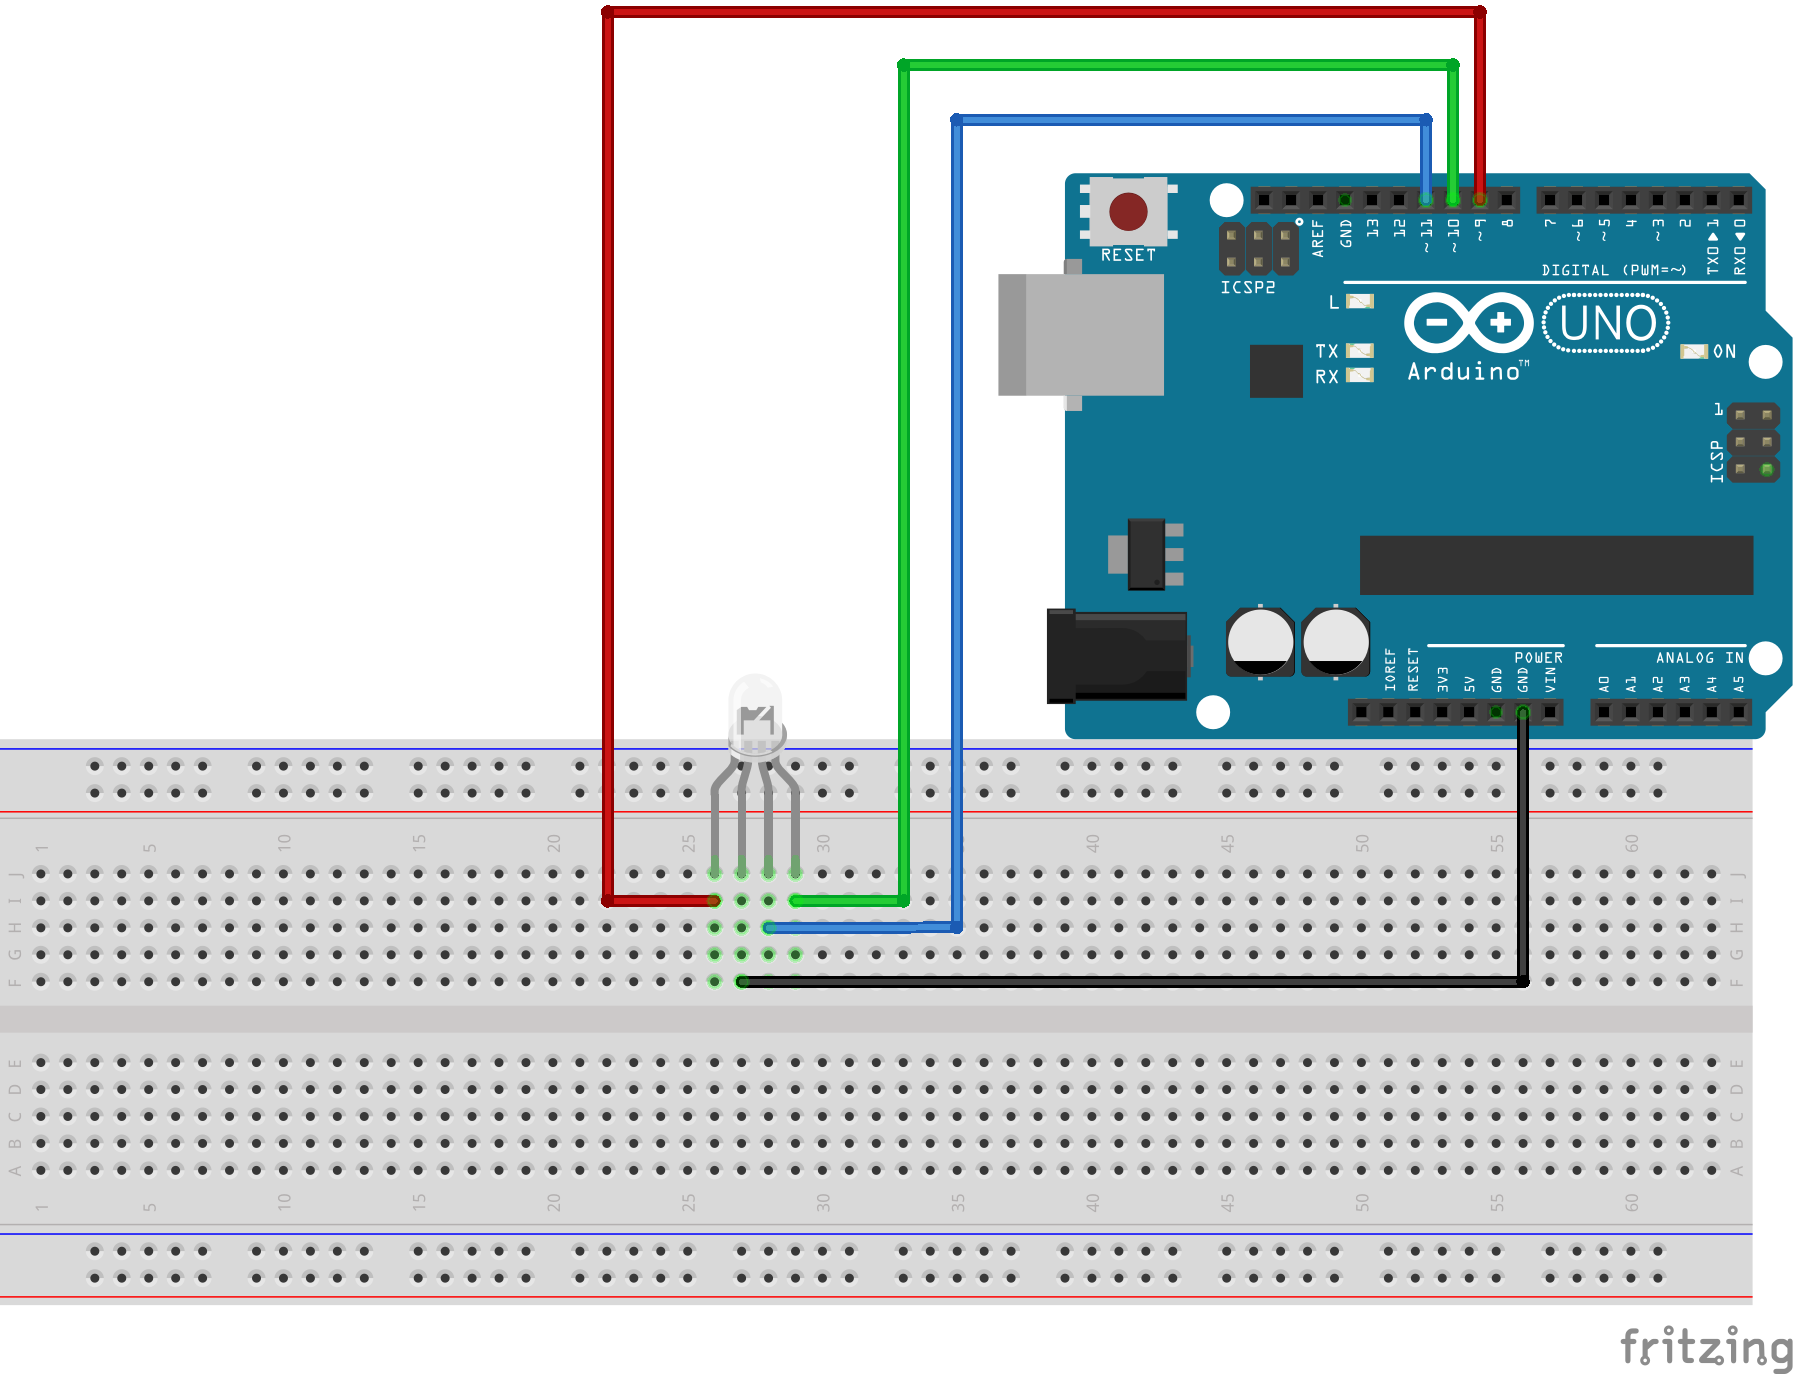 RESET
ICSP2
AREF
GND
13
12
~11
~10
~9
8
7
~6
~5
4
~3
2
TX0▶1
RX0◀0
DIGITAL (PWM=~)
L
TX
RX
UNO
Arduino™
ON
1
ICSP
POWER
ANALOG IN
IOREF
RESET
3V3
5V
GND
GND
VIN
A0
A1
A2
A3
A4
A5
1 5 10 15 20 25 30 40 45 50 55 60
J J
I I
H H
G G
F F
E E
D D
C C
B B
A A
1 5 10 15 20 25 30 35 40 45 50 55 60
fritzing